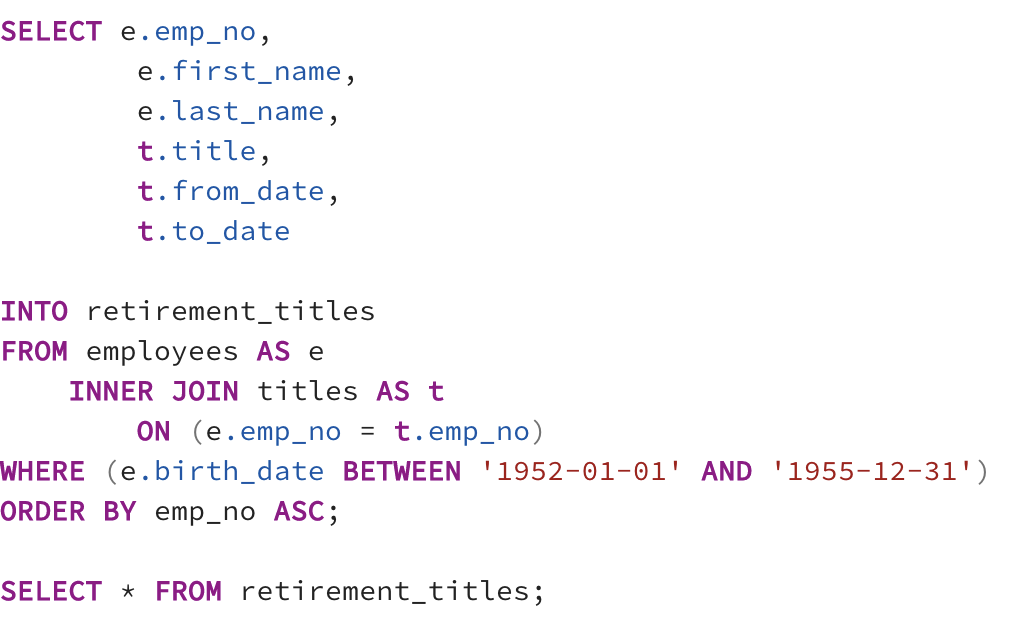 SELECT e.emp_no,
        e.first_name,
        e.last_name,
        t.title,
        t.from_date,
        t.to_date

INTO retirement_titles
FROM employees AS e
    INNER JOIN titles AS t
        ON (e.emp_no = t.emp_no)
WHERE (e.birth_date BETWEEN '1952-01-01' AND '1955-12-31')
ORDER BY emp_no ASC;

SELECT * FROM retirement_titles;